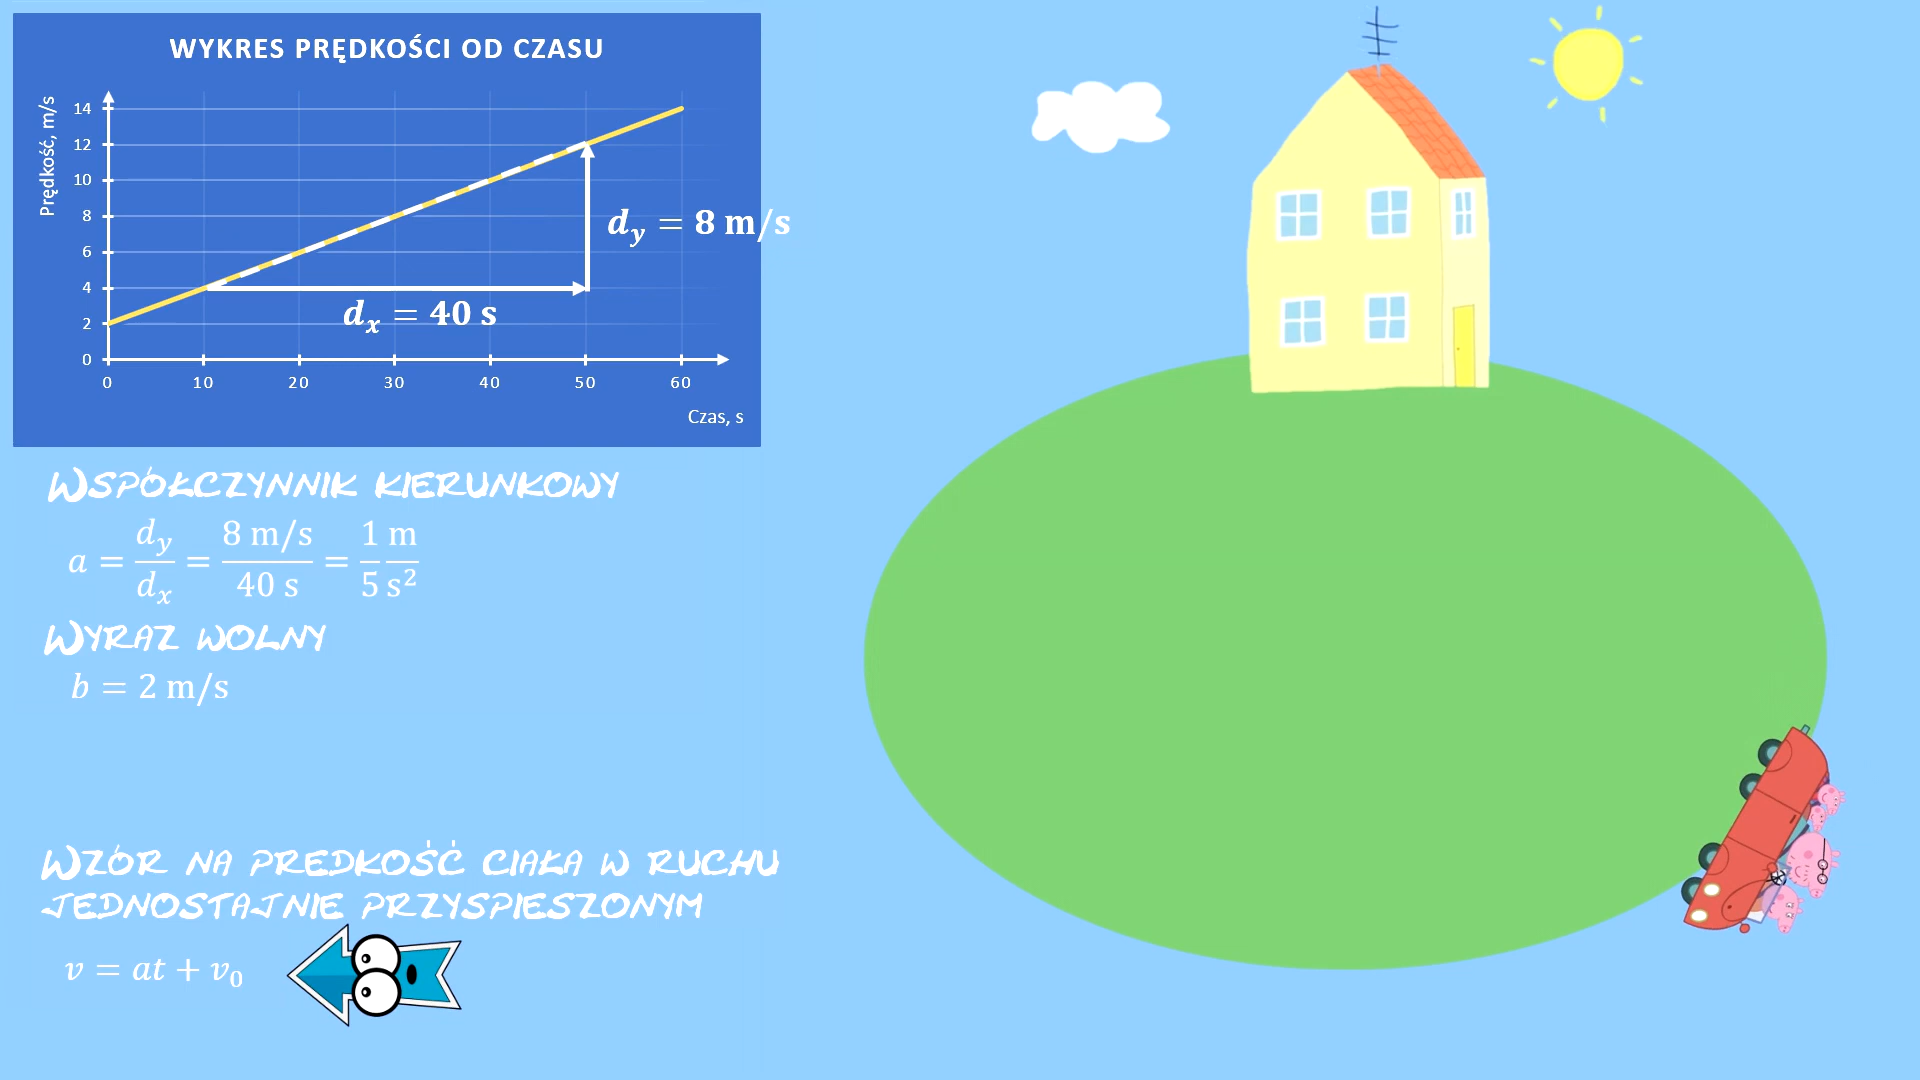 WYKRES PRĘDKOŚCI OD CZASU
Prędkość, m/s
14
12
10
8
6
4
2
0
d_y = 8 m/s
d_x = 40 s
0 10 20 30 40 50 60
Czas, s
WSPÓŁCZYNNIK KIERUNKOWY
a = d_y/d_x = 8 m/s / 40 s = 1/5 m/s²
WYRAZ WOLNY
b = 2 m/s
WZÓR NA PRĘDKOŚĆ CIAŁA W RUCHU
JEDNOSTAJNIE PRZYSPIESZONYM
v = at + v₀